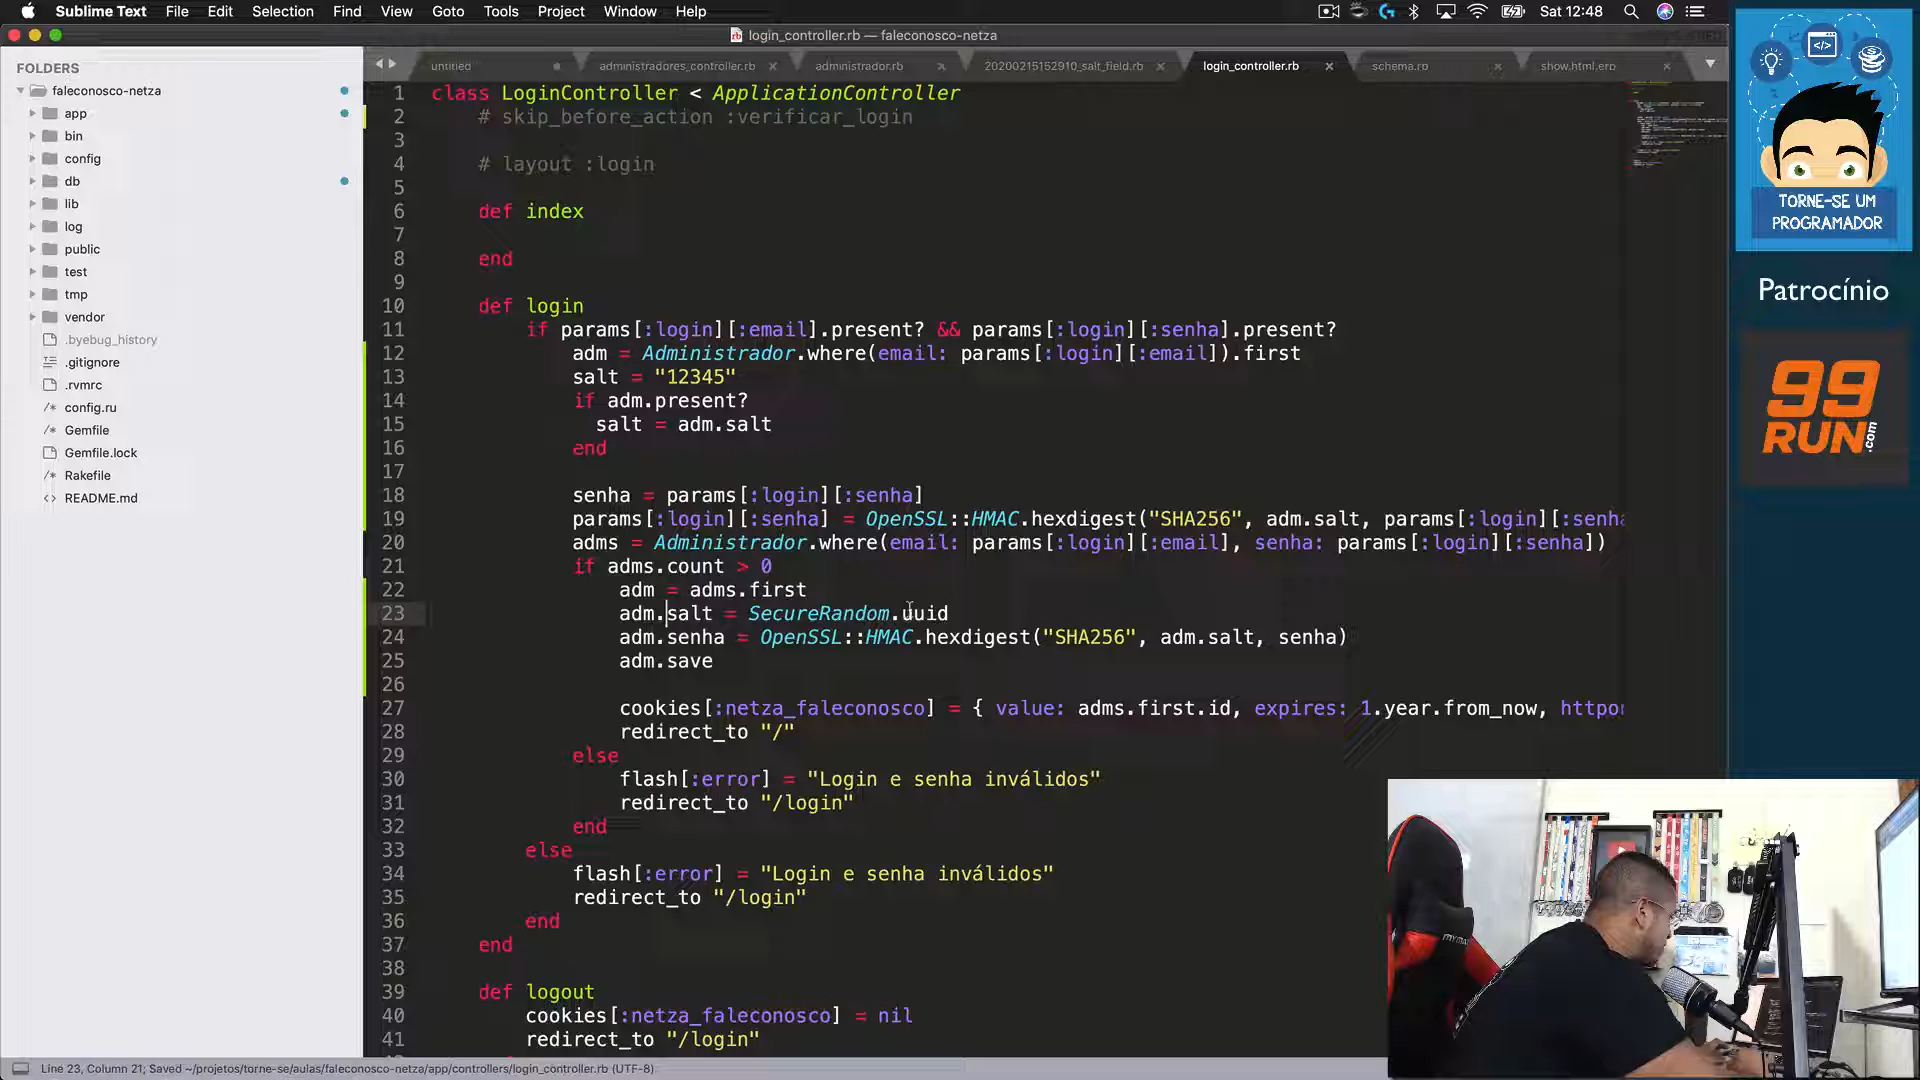 Sublime Text File Edit Selection Find View Goto Tools Project Window Help Sat 12:48
login_controller.rb — faleconosco-netza
FOLDERS
faleconosco-netza
app
bin
config
db
lib
log
public
test
tmp
vendor
.byebug_history
.gitignore
.rvmrc
config.ru
Gemfile
Gemfile.lock
Rakefile
README.md
untitled administradores_controller.rb administrador.rb 20200215152910_salt_field.rb login_controller.rb schema.rb show.html.erb
1 class LoginController < ApplicationController
2 # skip_before_action :verificar_login
3
4 # layout :login
5
6 def index
7
8 end
9
10 def login
11 if params[:login][:email].present? && params[:login][:senha].present?
12 adm = Administrador.where(email: params[:login][:email]).first
13 salt = "12345"
14 if adm.present?
15 salt = adm.salt
16 end
17
18 senha = params[:login][:senha]
19 params[:login][:senha] = OpenSSL::HMAC.hexdigest("SHA256", adm.salt, params[:login][:senha
20 adms = Administrador.where(email: params[:login][:email], senha: params[:login][:senha])
21 if adms.count > 0
22 adm = adms.first
23 adm.salt = SecureRandom.uuid
24 adm.senha = OpenSSL::HMAC.hexdigest("SHA256", adm.salt, senha)
25 adm.save
26
27 cookies[:netza_faleconosco] = { value: adms.first.id, expires: 1.year.from_now, httpon
28 redirect_to "/"
29 else
30 flash[:error] = "Login e senha inválidos"
31 redirect_to "/login"
32 end
33 else
34 flash[:error] = "Login e senha inválidos"
35 redirect_to "/login"
36 end
37 end
38
39 def logout
40 cookies[:netza_faleconosco] = nil
41 redirect_to "/login"
Line 23, Column 21; Saved ~/projetos/torne-se/aulas/faleconosco-netza/app/controllers/login_controller.rb (UTF-8)
TORNE-SE UM
PROGRAMADOR
Patrocínio
99
RUN.com